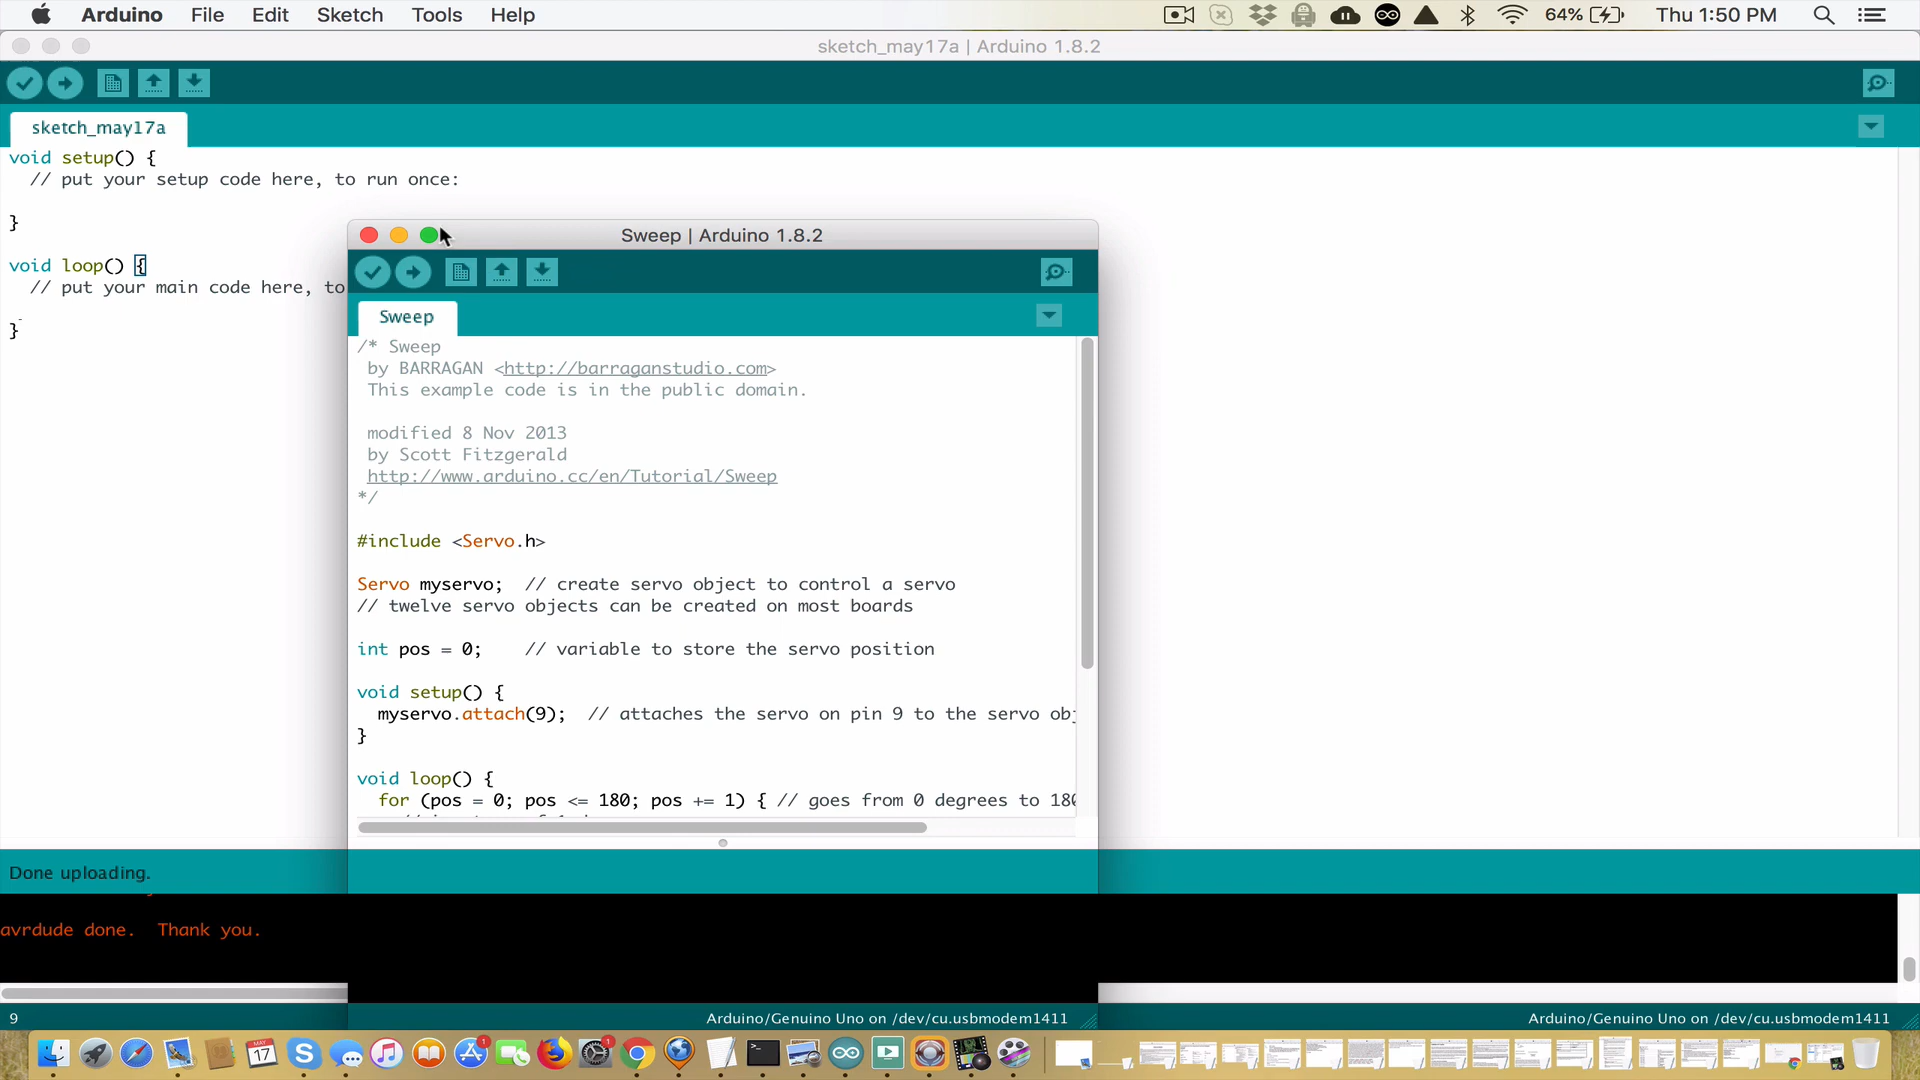 Arduino File Edit Sketch Tools Help 64% Thu 1:50 PM
sketch_may17a | Arduino 1.8.2
sketch_may17a
void setup() {
// put your setup code here, to run once:
}
void loop() {
// put your main code here, to
}
Sweep | Arduino 1.8.2
Sweep
/* Sweep
by BARRAGAN <http://barraganstudio.com>
This example code is in the public domain.
modified 8 Nov 2013
by Scott Fitzgerald
http://www.arduino.cc/en/Tutorial/Sweep
*/
#include <Servo.h>
Servo myservo;  // create servo object to control a servo
// twelve servo objects can be created on most boards
int pos = 0;    // variable to store the servo position
void setup() {
myservo.attach(9);  // attaches the servo on pin 9 to the servo obj
}
void loop() {
for (pos = 0; pos <= 180; pos += 1) { // goes from 0 degrees to 180
Done uploading.
avrdude done.  Thank you.
9
Arduino/Genuino Uno on /dev/cu.usbmodem1411
Arduino/Genuino Uno on /dev/cu.usbmodem1411
MAY
17
1
1